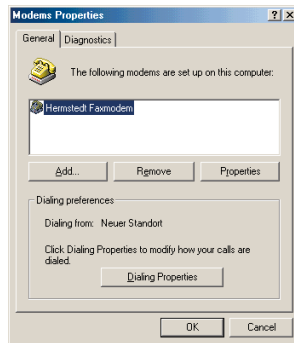 Modems Properties
General
Diagnostics
The following modems are set up on this computer:
Hermstedt Faxmodem
Add...
Remove
Properties
Dialing preferences
Dialing from: Neuer Standort
Click Dialing Properties to modify how your calls are
dialed.
Dialing Properties
OK
Cancel